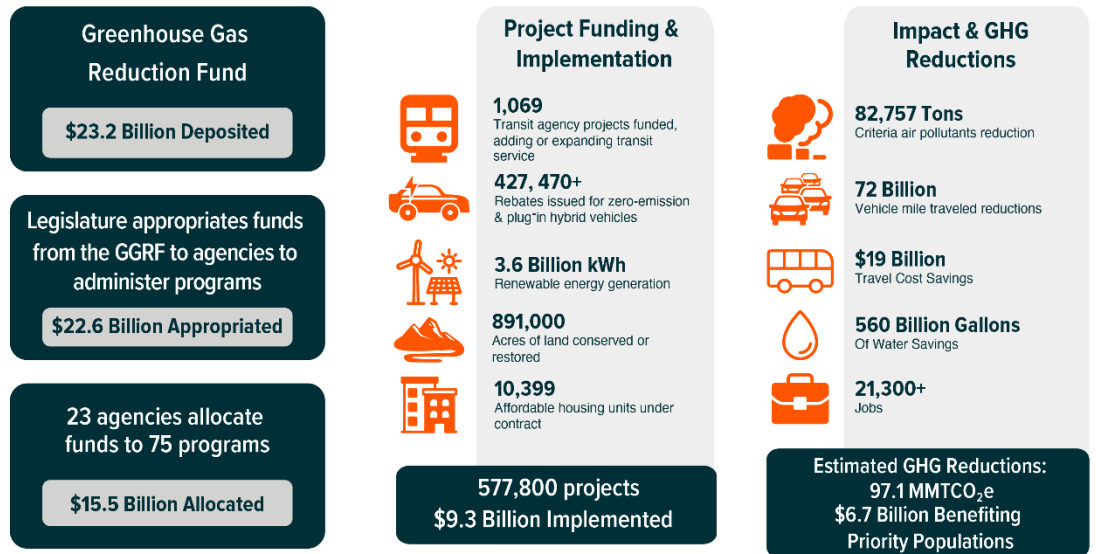 Greenhouse Gas
Reduction Fund
$23.2 Billion Deposited
Legislature appropriates funds
from the GGRF to agencies to
administer programs
$22.6 Billion Appropriated
23 agencies allocate
funds to 75 programs
$15.5 Billion Allocated
Project Funding &
Implementation
1,069
Transit agency projects funded,
adding or expanding transit
service
427, 470+
Rebates issued for zero-emission
& plug-in hybrid vehicles
3.6 Billion kWh
Renewable energy generation
891,000
Acres of land conserved or
restored
10,399
Affordable housing units under
contract
577,800 projects
$9.3 Billion Implemented
Impact & GHG
Reductions
82,757 Tons
Criteria air pollutants reduction
72 Billion
Vehicle mile traveled reductions
$19 Billion
Travel Cost Savings
560 Billion Gallons
Of Water Savings
21,300+
Jobs
Estimated GHG Reductions:
97.1 MMTCO₂e
$6.7 Billion Benefiting
Priority Populations